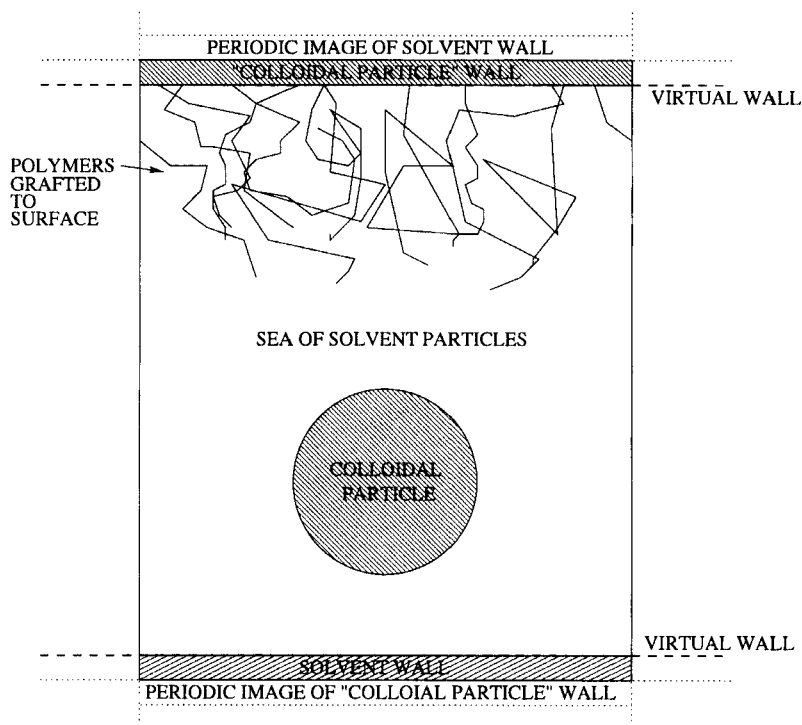 PERIODIC IMAGE OF SOLVENT WALL
"COLLOIDAL PARTICLE" WALL
VIRTUAL WALL
POLYMERS
GRAFTED
TO
SURFACE
SEA OF SOLVENT PARTICLES
COLLOIDAL
PARTICLE
VIRTUAL WALL
SOLVENT WALL
PERIODIC IMAGE OF "COLLOIAL PARTICLE" WALL